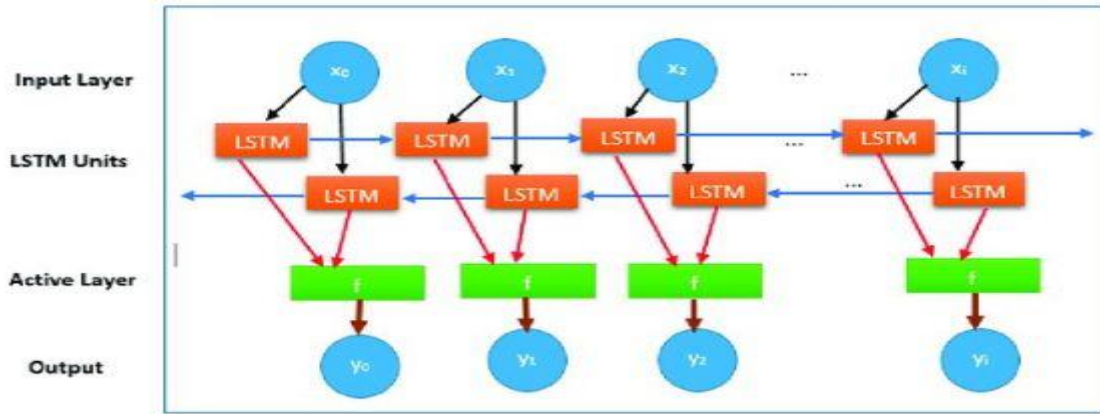 Input Layer
x₀ x₁ x₂ ... xᵢ
LSTM Units
LSTM LSTM LSTM ... LSTM
LSTM LSTM LSTM ... LSTM
Active Layer
f f f f
Output
y₀ y₁ y₂ yᵢ